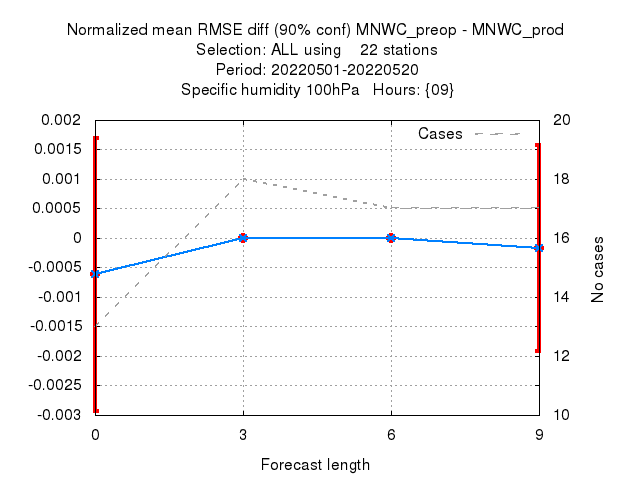 Normalized mean RMSE diff (90% conf) MNWC_preop - MNWC_prod
Selection: ALL using    22 stations
Period: 20220501-20220520
Specific humidity 100hPa   Hours: {09}
Cases
0.002
0.0015
0.001
0.0005
0
-0.0005
-0.001
-0.0015
-0.002
-0.0025
-0.003
20
18
16
14
12
10
No cases
0 3 6 9
Forecast length